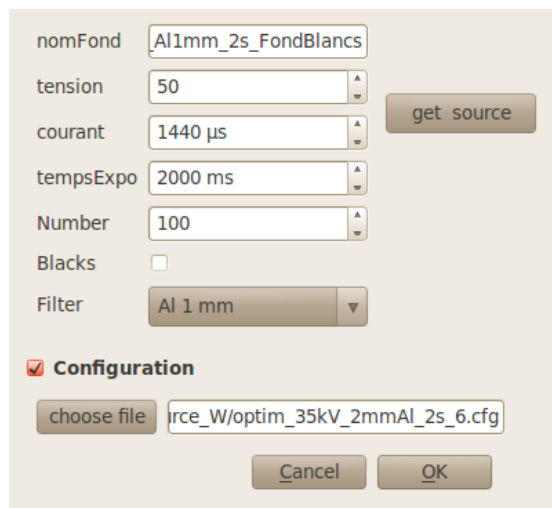 nomFond _Al1mm_2s_FondBlancs
tension 50
get source
courant 1440 µs
tempsExpo 2000 ms
Number 100
Blacks
Filter Al 1 mm
Configuration
choose file rce_W/optim_35kV_2mmAl_2s_6.cfg
Cancel OK